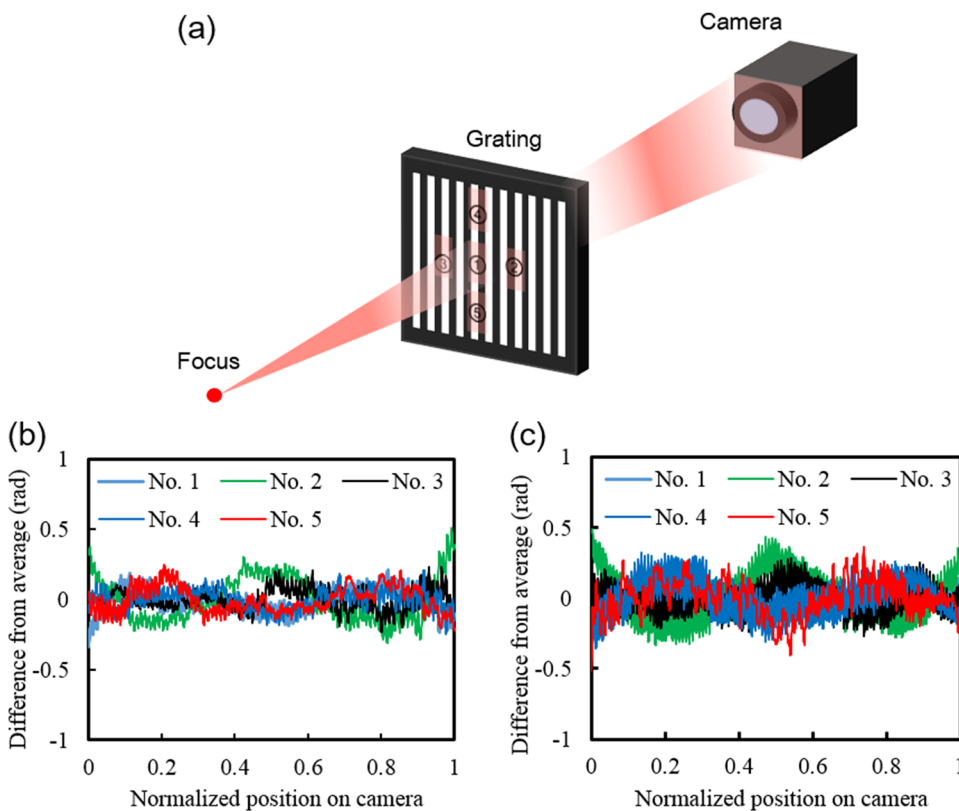 (a)
Camera
Grating
④
③ ① ②
⑤
Focus
(b)
Difference from average (rad)
1
0.5
0
-0.5
-1
No. 1 No. 2 No. 3
No. 4 No. 5
0 0.2 0.4 0.6 0.8 1
Normalized position on camera
(c)
Difference from average (rad)
1
0.5
0
-0.5
-1
No. 1 No. 2 No. 3
No. 4 No. 5
0 0.2 0.4 0.6 0.8 1
Normalized position on camera